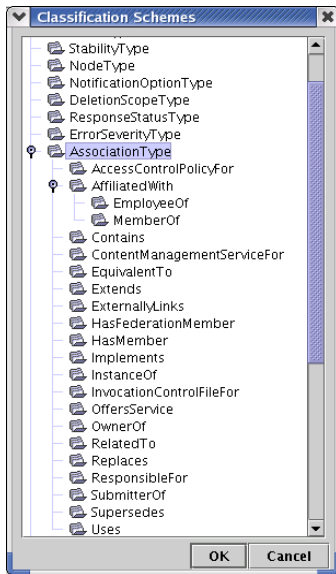 Classification Schemes
StabilityType
NodeType
NotificationOptionType
DeletionScopeType
ResponseStatusType
ErrorSeverityType
AssociationType
AccessControlPolicyFor
AffiliatedWith
EmployeeOf
MemberOf
Contains
ContentManagementServiceFor
EquivalentTo
Extends
ExternallyLinks
HasFederationMember
HasMember
Implements
InstanceOf
InvocationControlFileFor
OffersService
OwnerOf
RelatedTo
Replaces
ResponsibleFor
SubmitterOf
Supersedes
Uses
OK Cancel